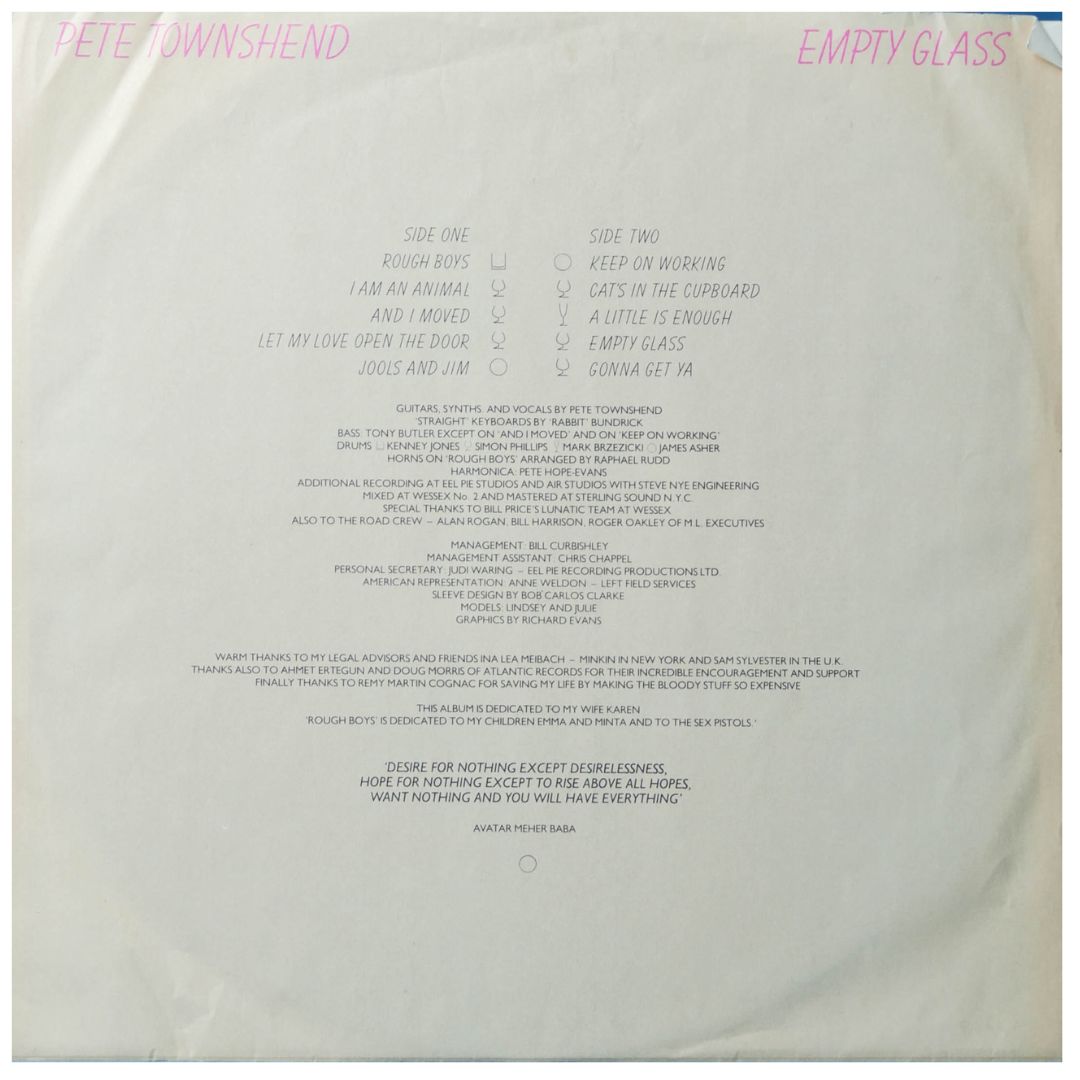 PETE TOWNSHEND
EMPTY GLASS
SIDE ONE
ROUGH BOYS
I AM AN ANIMAL
AND I MOVED
LET MY LOVE OPEN THE DOOR
JOOLS AND JIM
SIDE TWO
KEEP ON WORKING
CAT'S IN THE CUPBOARD
A LITTLE IS ENOUGH
EMPTY GLASS
GONNA GET YA
GUITARS, SYNTHS. AND VOCALS BY PETE TOWNSHEND
'STRAIGHT' KEYBOARDS BY 'RABBIT' BUNDRICK
BASS: TONY BUTLER EXCEPT ON 'AND I MOVED' AND ON 'KEEP ON WORKING'
DRUMS KENNEY JONES SIMON PHILLIPS MARK BRZEZICKI JAMES ASHER
HORNS ON 'ROUGH BOYS' ARRANGED BY RAPHAEL RUDD
HARMONICA: PETE HOPE-EVANS
ADDITIONAL RECORDING AT EEL PIE STUDIOS AND AIR STUDIOS WITH STEVE NYE ENGINEERING
MIXED AT WESSEX No. 2 AND MASTERED AT STERLING SOUND N.Y.C.
SPECIAL THANKS TO BILL PRICE'S LUNATIC TEAM AT WESSEX
ALSO TO THE ROAD CREW – ALAN ROGAN, BILL HARRISON, ROGER OAKLEY OF M.L. EXECUTIVES
MANAGEMENT: BILL CURBISHLEY
MANAGEMENT ASSISTANT: CHRIS CHAPPEL
PERSONAL SECRETARY: JUDI WARING – EEL PIE RECORDING PRODUCTIONS LTD.
AMERICAN REPRESENTATION: ANNE WELDON – LEFT FIELD SERVICES
SLEEVE DESIGN BY BOB CARLOS CLARKE
MODELS: LINDSEY AND JULIE
GRAPHICS BY RICHARD EVANS
WARM THANKS TO MY LEGAL ADVISORS AND FRIENDS INA LEA MEIBACH – MINKIN IN NEW YORK AND SAM SYLVESTER IN THE U.K.
THANKS ALSO TO AHMET ERTEGUN AND DOUG MORRIS OF ATLANTIC RECORDS FOR THEIR INCREDIBLE ENCOURAGEMENT AND SUPPORT
FINALLY THANKS TO REMY MARTIN COGNAC FOR SAVING MY LIFE BY MAKING THE BLOODY STUFF SO EXPENSIVE
THIS ALBUM IS DEDICATED TO MY WIFE KAREN
'ROUGH BOYS' IS DEDICATED TO MY CHILDREN EMMA AND MINTA AND TO THE SEX PISTOLS.'
'DESIRE FOR NOTHING EXCEPT DESIRELESSNESS,
HOPE FOR NOTHING EXCEPT TO RISE ABOVE ALL HOPES,
WANT NOTHING AND YOU WILL HAVE EVERYTHING'
AVATAR MEHER BABA